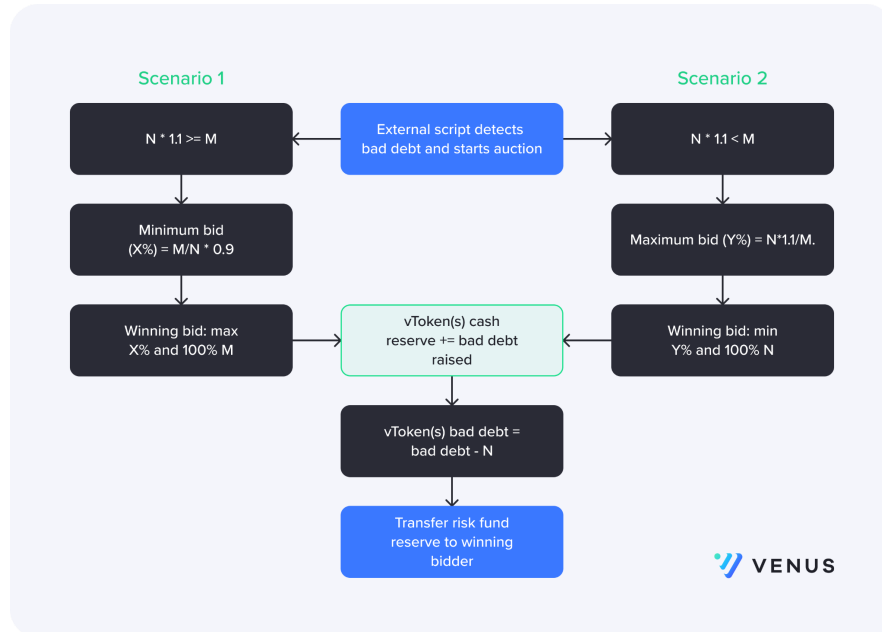 Scenario 1
Scenario 2
N * 1.1 >= M
External script detects
bad debt and starts auction
N * 1.1 < M
Minimum bid
(X%) = M/N * 0.9
Maximum bid (Y%) = N*1.1/M.
Winning bid: max
X% and 100% M
vToken(s) cash
reserve += bad debt
raised
Winning bid: min
Y% and 100% N
vToken(s) bad debt =
bad debt - N
Transfer risk fund
reserve to winning
bidder
VENUS